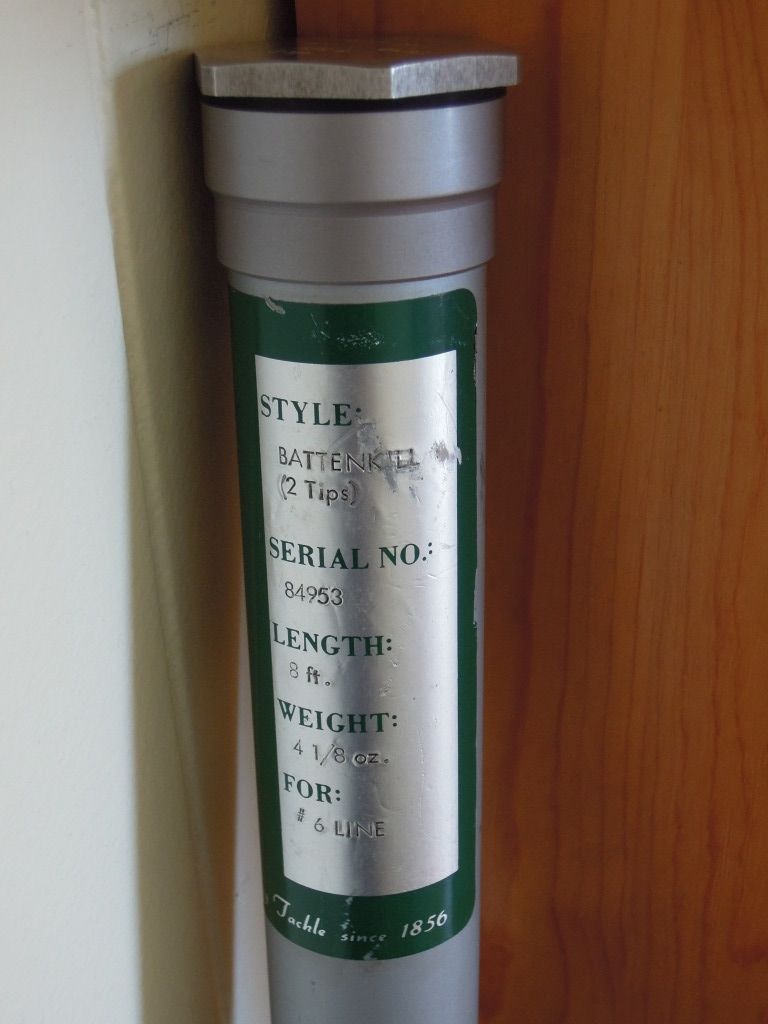 STYLE:
BATTENKILL
(2 Tips)
SERIAL NO.:
84953
LENGTH:
8 ft.
WEIGHT:
4 1/8 oz.
FOR:
# 6 LINE
Tackle since 1856